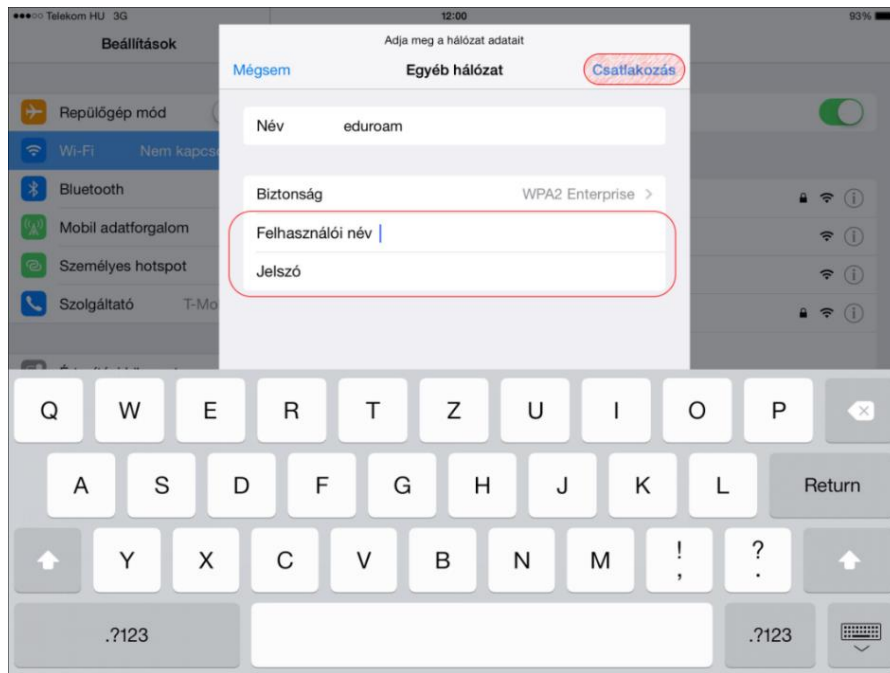 Telekom HU 3G 12:00 93%
Beállítások
Adja meg a hálózat adatait
Mégsem Egyéb hálózat Csatlakozás
Repülőgép mód
Név eduroam
Wi-Fi Nem kapcso
Bluetooth
Biztonság WPA2 Enterprise
Mobil adatforgalom
Felhasználói név
Személyes hotspot
Jelszó
Szolgáltató T-Mo
Q W E R T Z U I O P
A S D F G H J K L Return
Y X C V B N M ! , ? .
.?123 .?123